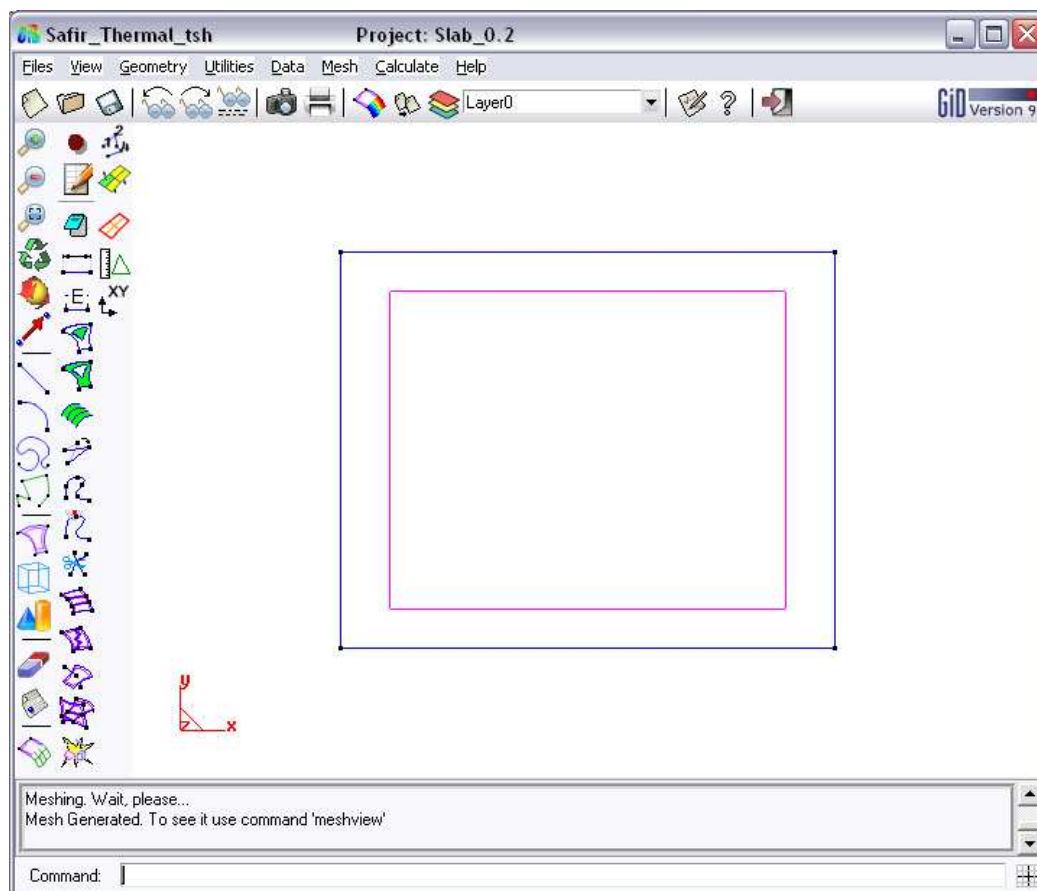 Safir_Thermal_tsh Project: Slab_0.2
Files View Geometry Utilities Data Mesh Calculate Help
Layer0
GiD Version 9
E
XY
y
z x
Meshing. Wait, please...
Mesh Generated. To see it use command 'meshview'
Command: